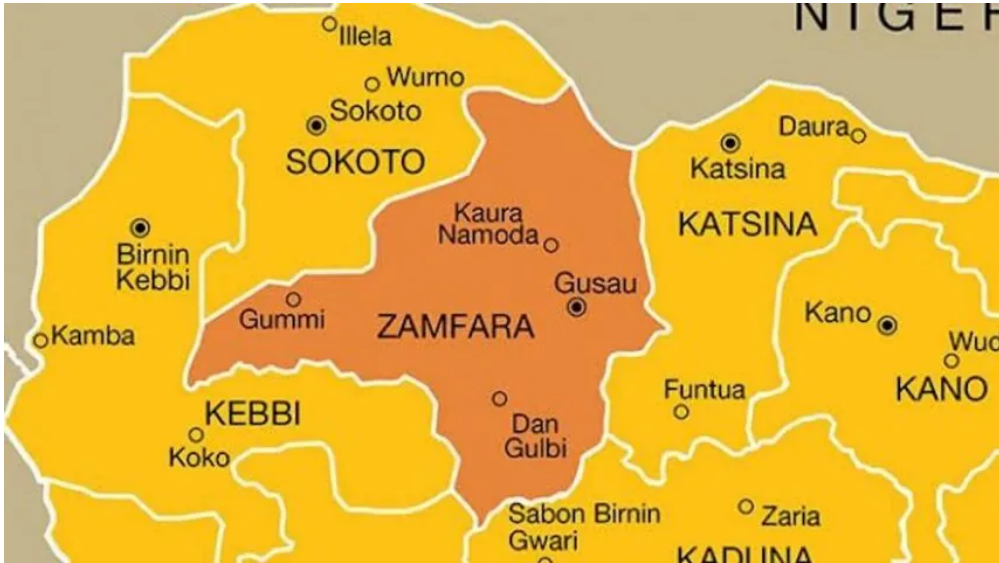 NIGER
Illela
Wurno
Sokoto
SOKOTO
Daura
Katsina
KATSINA
Kaura
Namoda
Birnin
Kebbi
Gusau
Gummi
ZAMFARA
Kano
Kamba
Wud
KANO
Funtua
KEBBI
Dan
Gulbi
Koko
Sabon Birnin
Gwari
Zaria
KADUNA